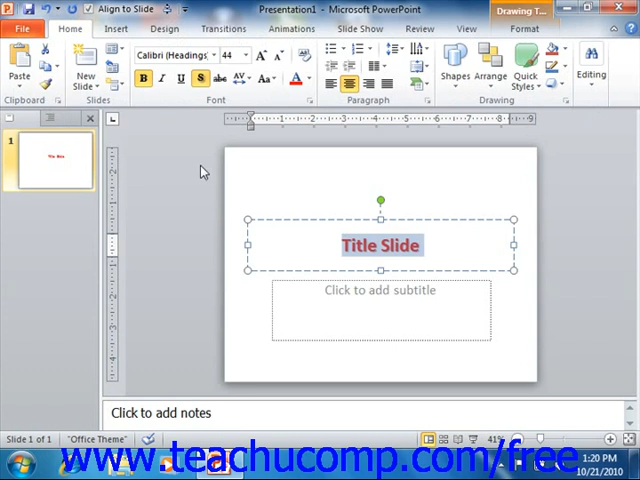 Align to Slide
Presentation1 - Microsoft PowerPoint
Drawing T...
File
Home
Insert
Design
Transitions
Animations
Slide Show
Review
View
Format
Paste
New
Slide
Calibri (Headings)
44
B
I
U
S
abc
AV
Aa
A
Shapes
Arrange
Quick
Styles
Editing
Clipboard
Slides
Font
Paragraph
Drawing
1
Title Slide
Title Slide
Click to add subtitle
Click to add notes
Slide 1 of 1
"Office Theme"
41%
www.teachucomp.com/free
1:20 PM
10/21/2010